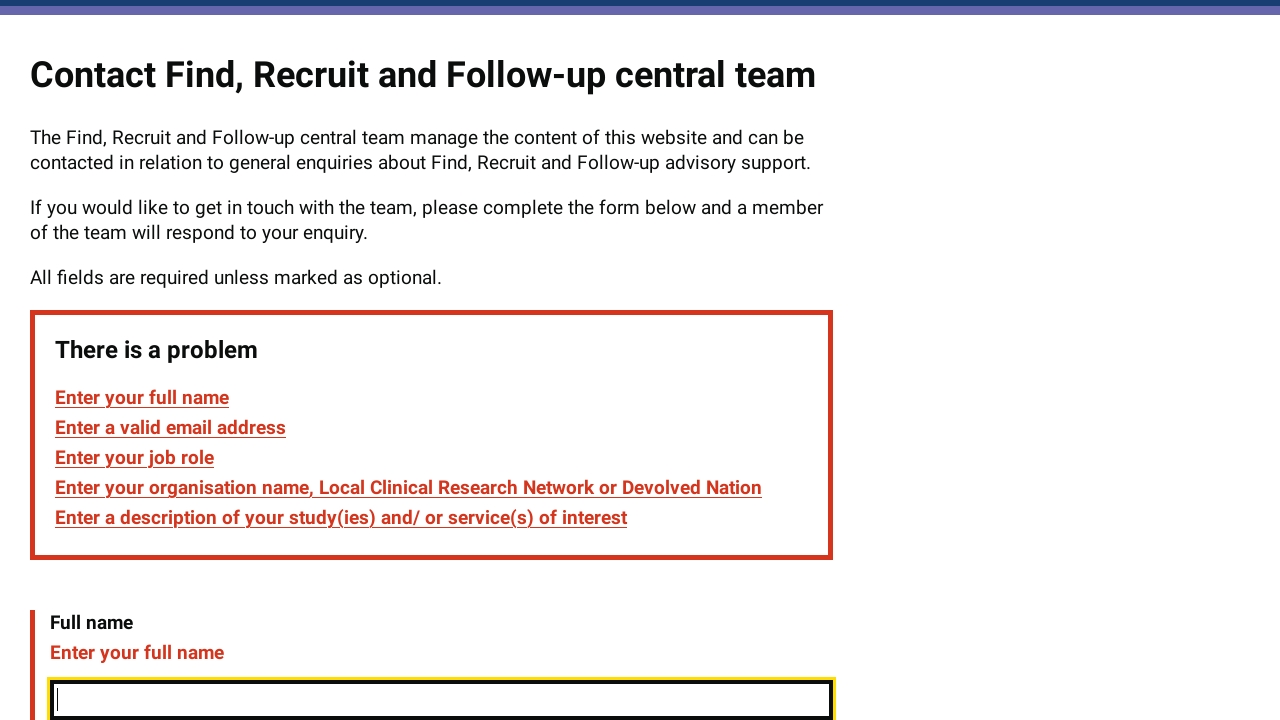 Contact Find, Recruit and Follow-up central team
The Find, Recruit and Follow-up central team manage the content of this website and can be
contacted in relation to general enquiries about Find, Recruit and Follow-up advisory support.
If you would like to get in touch with the team, please complete the form below and a member
of the team will respond to your enquiry.
All fields are required unless marked as optional.
There is a problem
Enter your full name
Enter a valid email address
Enter your job role
Enter your organisation name, Local Clinical Research Network or Devolved Nation
Enter a description of your study(ies) and/ or service(s) of interest
Full name
Enter your full name